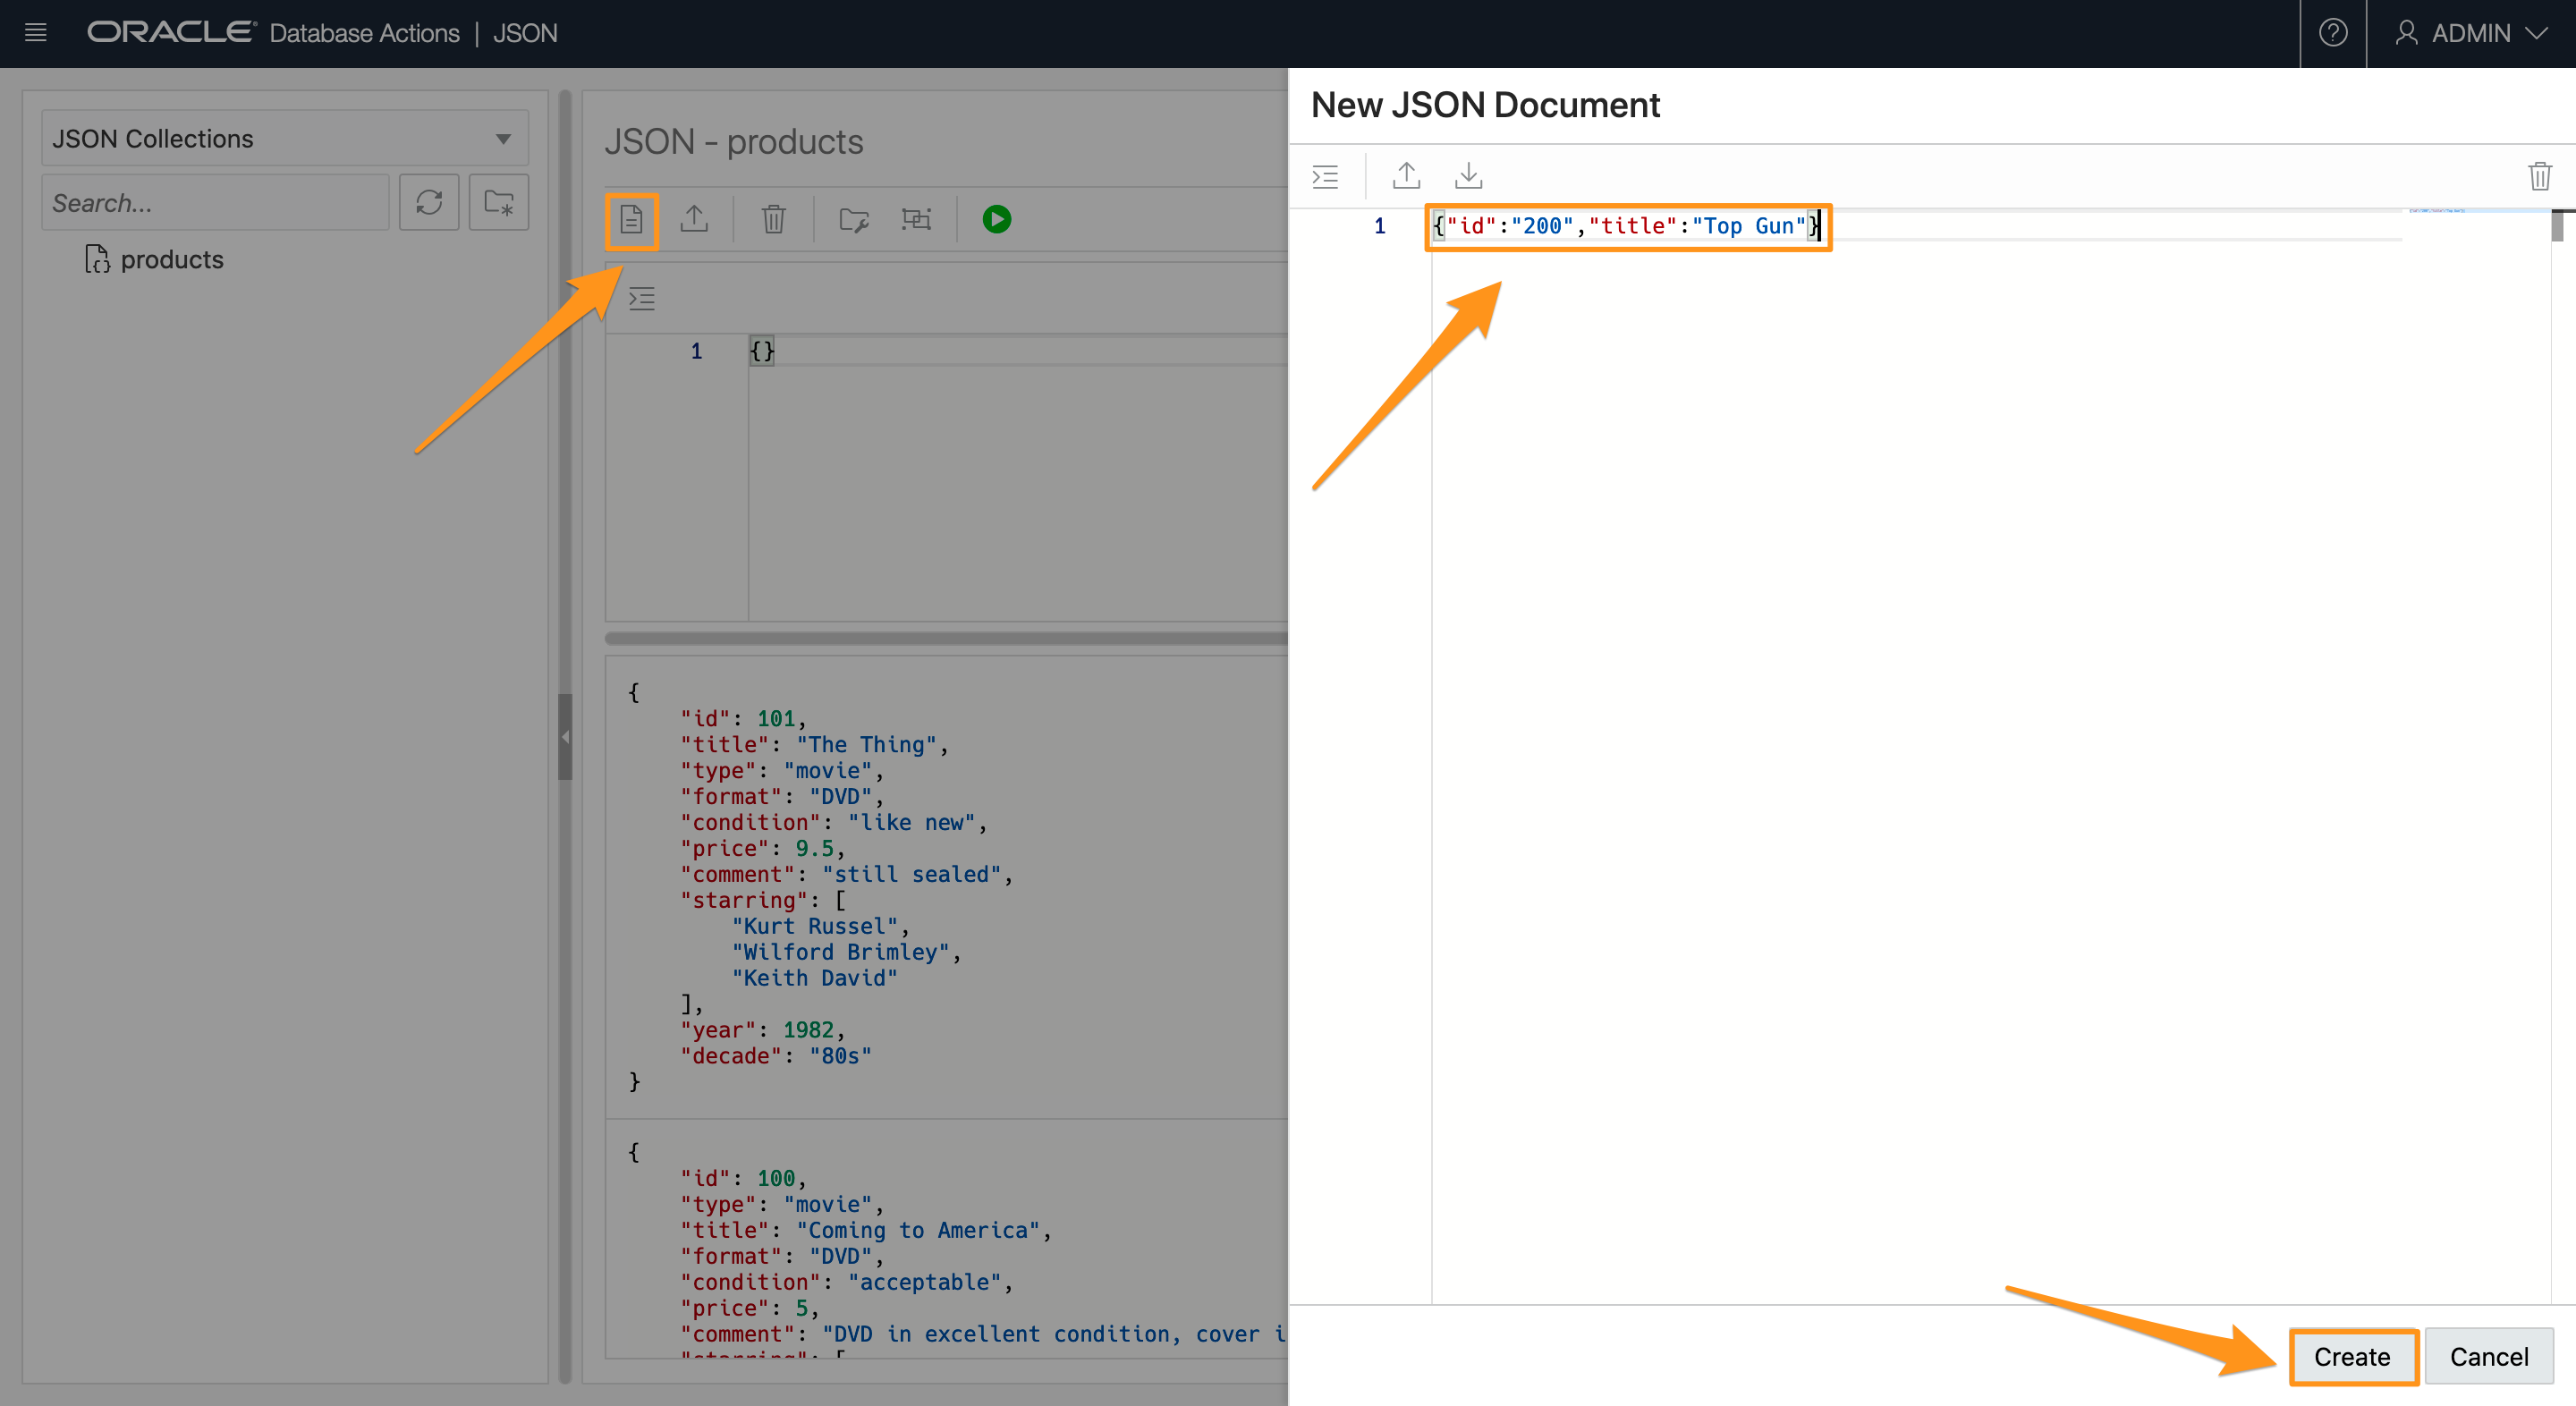 ORACLE Database Actions | JSON
ADMIN
JSON Collections
Search...
products
JSON - products
1 {}
{
"id": 101,
"title": "The Thing",
"type": "movie",
"format": "DVD",
"condition": "like new",
"price": 9.5,
"comment": "still sealed",
"starring": [
"Kurt Russel",
"Wilford Brimley",
"Keith David"
],
"year": 1982,
"decade": "80s"
}
{
"id": 100,
"type": "movie",
"title": "Coming to America",
"format": "DVD",
"condition": "acceptable",
"price": 5,
"comment": "DVD in excellent condition, cover i
"starring": [
New JSON Document
1 {"id":"200","title":"Top Gun"}
Create
Cancel